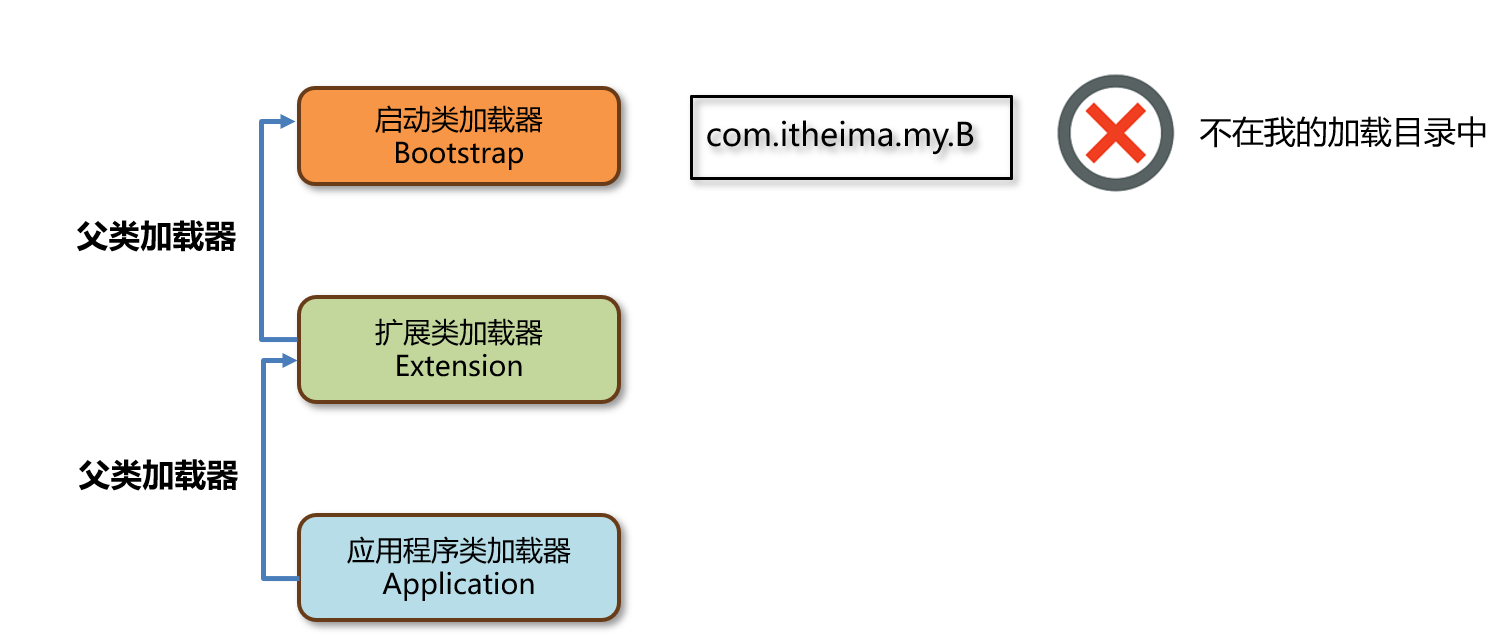 启动类加载器
Bootstrap
com.itheima.my.B
不在我的加载目录中
父类加载器
扩展类加载器
Extension
父类加载器
应用程序类加载器
Application